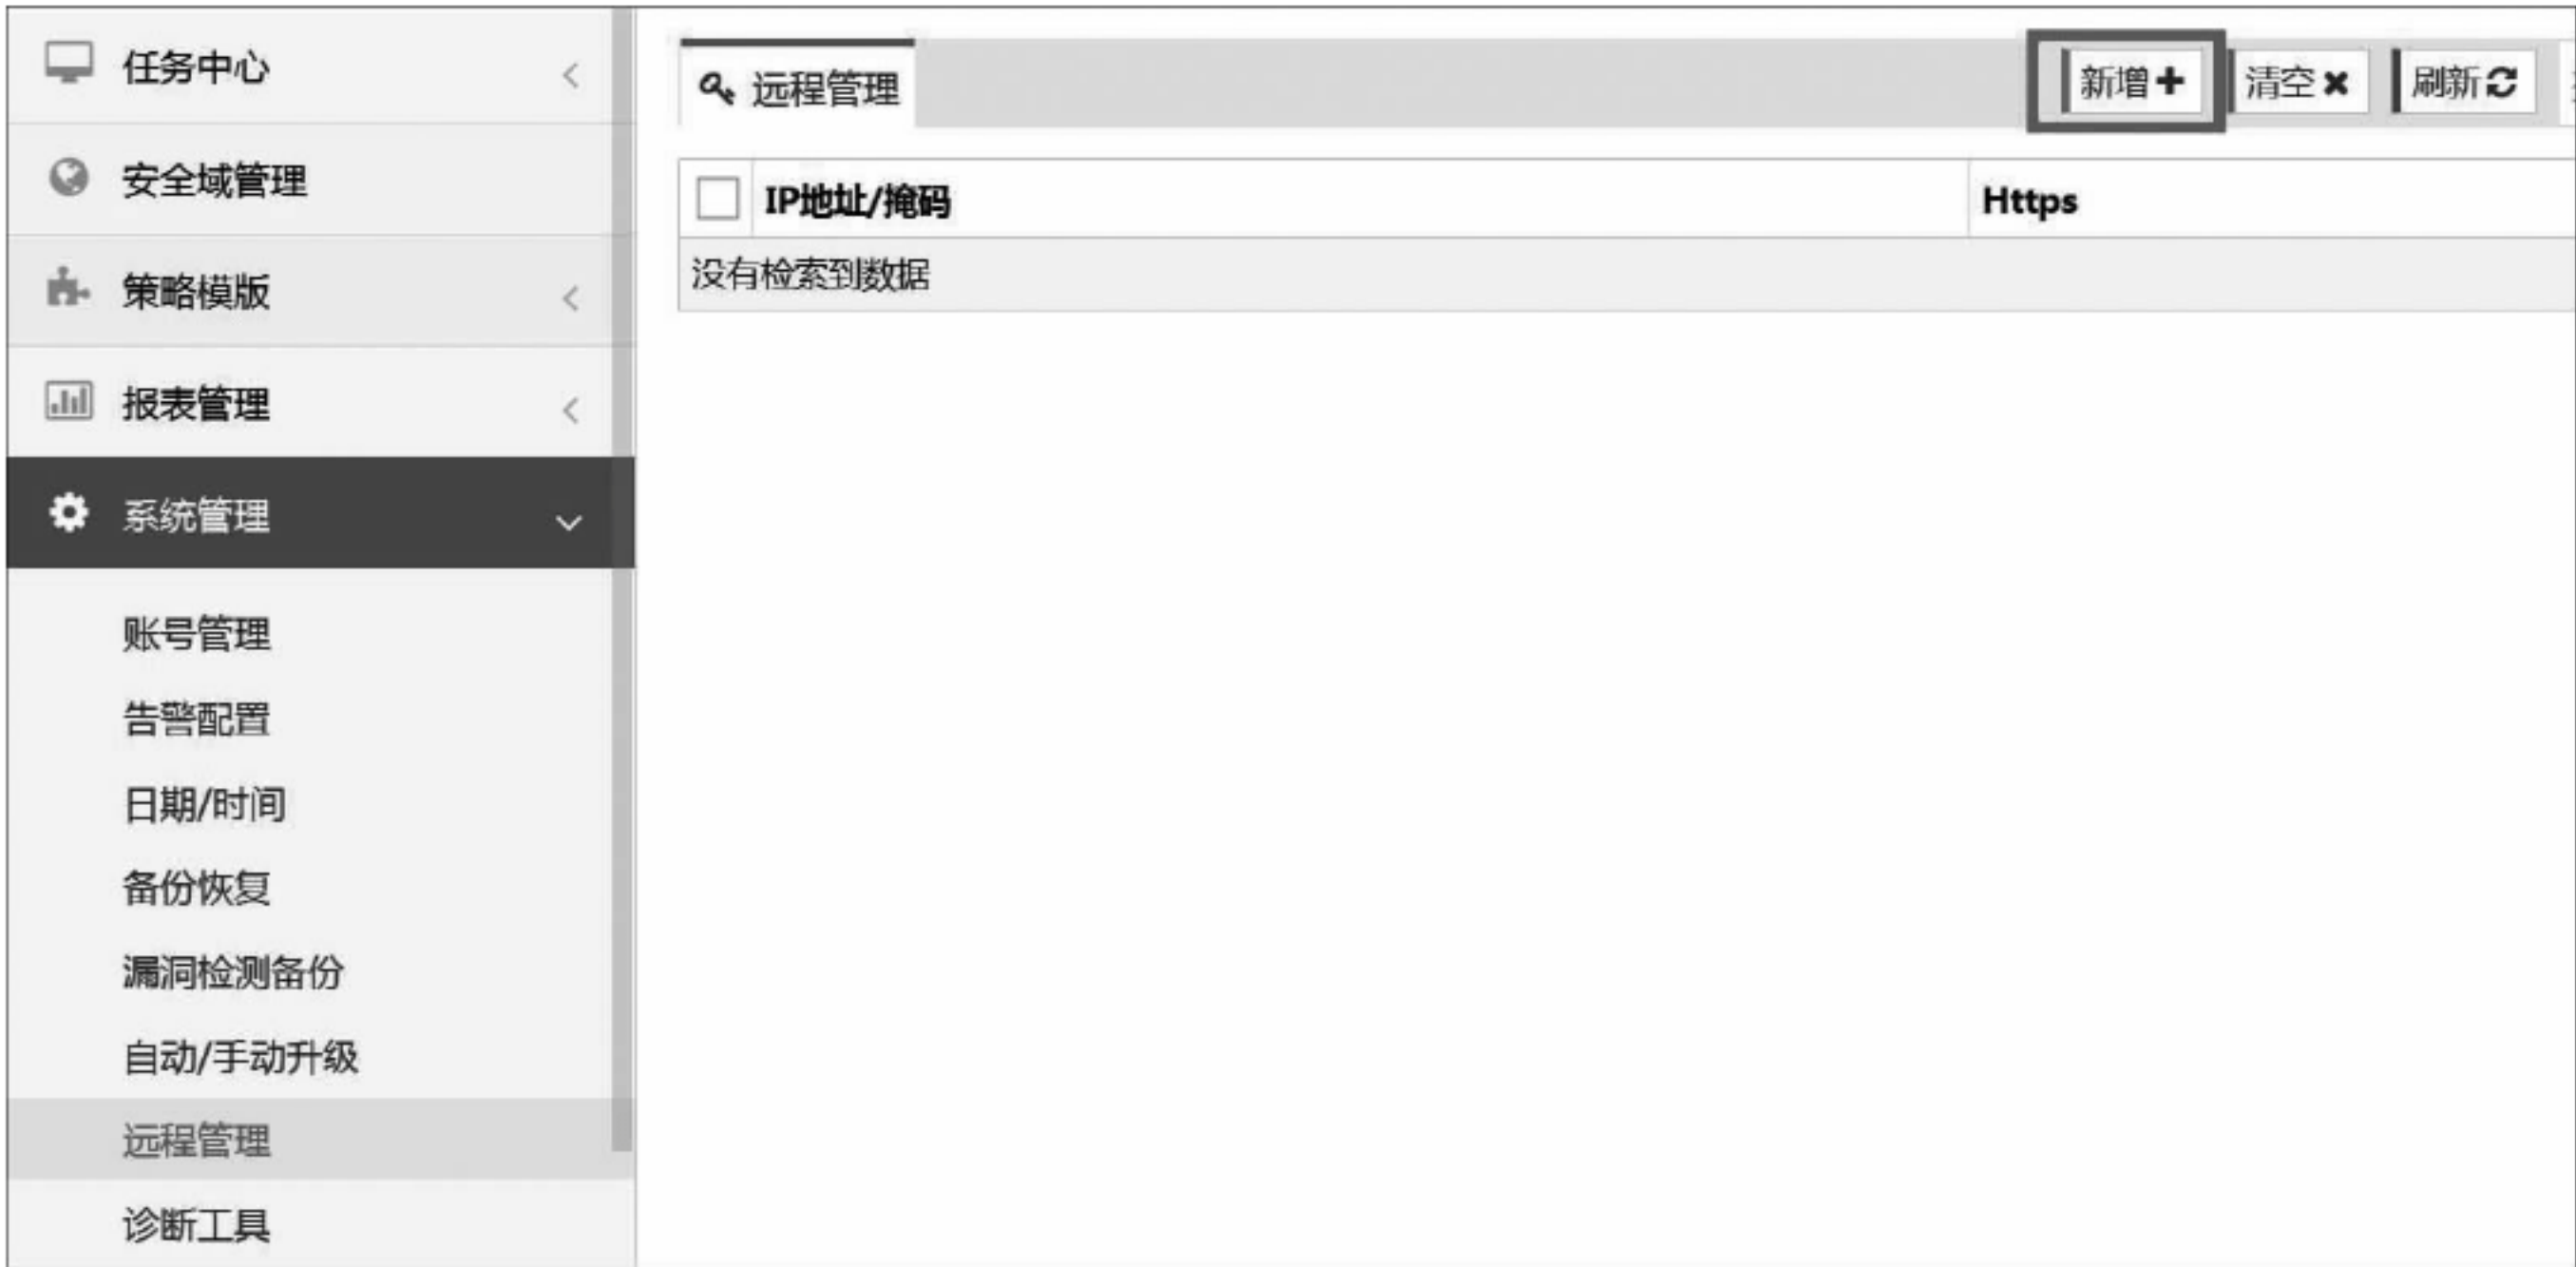 任务中心
安全域管理
策略模版
报表管理
系统管理
账号管理
告警配置
日期/时间
备份恢复
漏洞检测备份
自动/手动升级
远程管理
诊断工具
远程管理
新增 清空 刷新
IP地址/掩码 Https
没有检索到数据